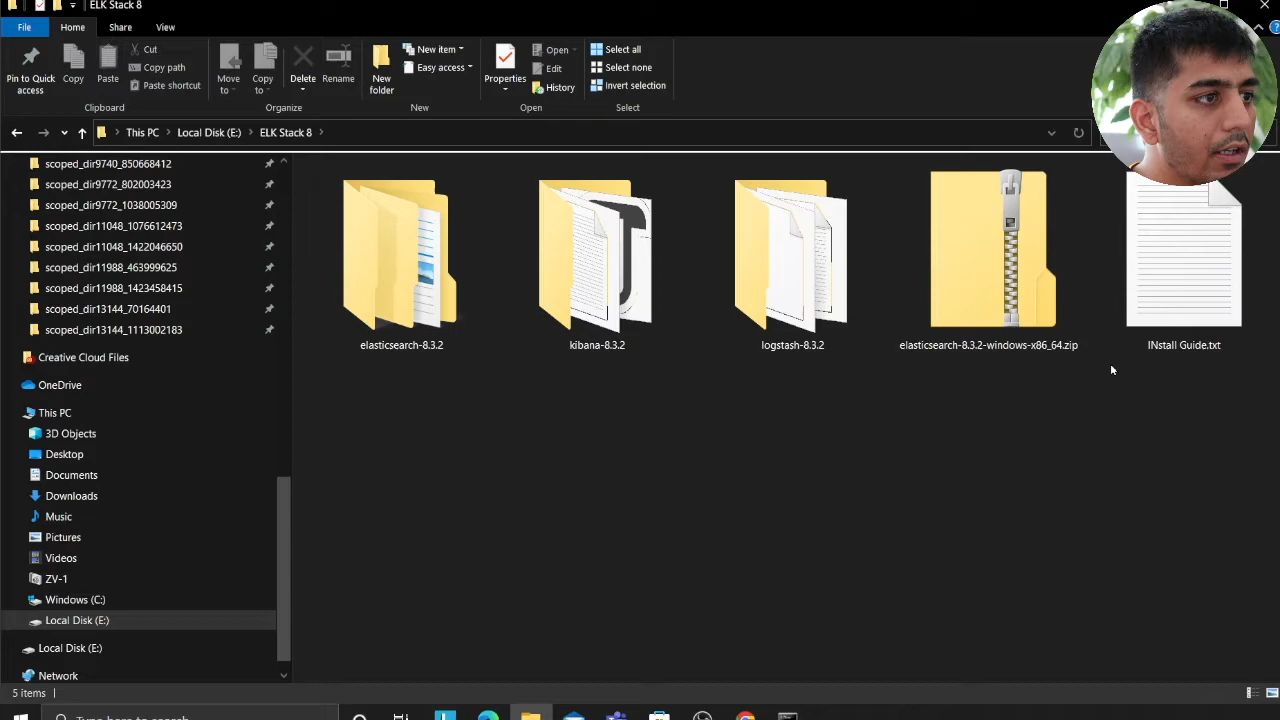 ELK Stack 8
File
Home
Share
View
Pin to Quick access
Copy
Paste
Cut
Copy path
Paste shortcut
Clipboard
Move to
Copy to
Delete
Rename
Organize
New folder
New item
Easy access
New
Properties
Open
Edit
History
Open
Select all
Select none
Invert selection
Select
This PC > Local Disk (E:) > ELK Stack 8 >
scoped_dir9740_850668412
scoped_dir9772_802003423
scoped_dir9772_1038005309
scoped_dir11048_1076612473
scoped_dir11048_1422046650
scoped_dir11988_463999625
scoped_dir11988_1423458415
scoped_dir13144_70164401
scoped_dir13144_1113002183
Creative Cloud Files
OneDrive
This PC
3D Objects
Desktop
Documents
Downloads
Music
Pictures
Videos
ZV-1
Windows (C:)
Local Disk (E:)
Local Disk (E:)
Network
elasticsearch-8.3.2
kibana-8.3.2
logstash-8.3.2
elasticsearch-8.3.2-windows-x86_64.zip
INstall Guide.txt
5 items
Type here to search